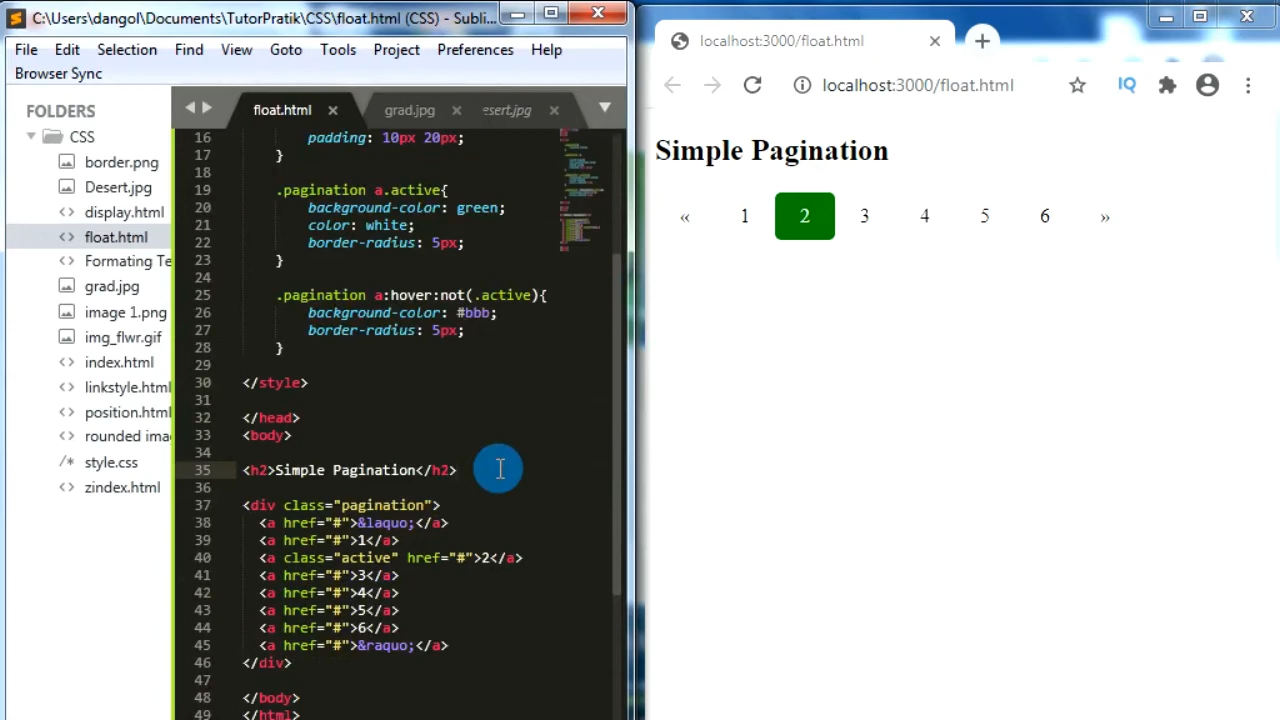 C:\Users\dangol\Documents\TutorPratik\CSS\float.html (CSS) - Subli...
File Edit Selection Find View Goto Tools Project Preferences Help
Browser Sync
FOLDERS
CSS
border.png
Desert.jpg
display.html
float.html
Formating Te
grad.jpg
image 1.png
img_flwr.gif
index.html
linkstyle.html
position.html
rounded ima
style.css
zindex.html
float.html grad.jpg esert.jpg
16 padding: 10px 20px;
17 }
18
19 .pagination a.active{
20 background-color: green;
21 color: white;
22 border-radius: 5px;
23 }
24
25 .pagination a:hover:not(.active){
26 background-color: #bbb;
27 border-radius: 5px;
28 }
29
30 </style>
31
32 </head>
33 <body>
34
35 <h2>Simple Pagination</h2>
36
37 <div class="pagination">
38 <a href="#">&laquo;</a>
39 <a href="#">1</a>
40 <a class="active" href="#">2</a>
41 <a href="#">3</a>
42 <a href="#">4</a>
43 <a href="#">5</a>
44 <a href="#">6</a>
45 <a href="#">&raquo;</a>
46 </div>
47
48 </body>
49 </html>
localhost:3000/float.html
localhost:3000/float.html
IQ
Simple Pagination
« 1 2 3 4 5 6 »